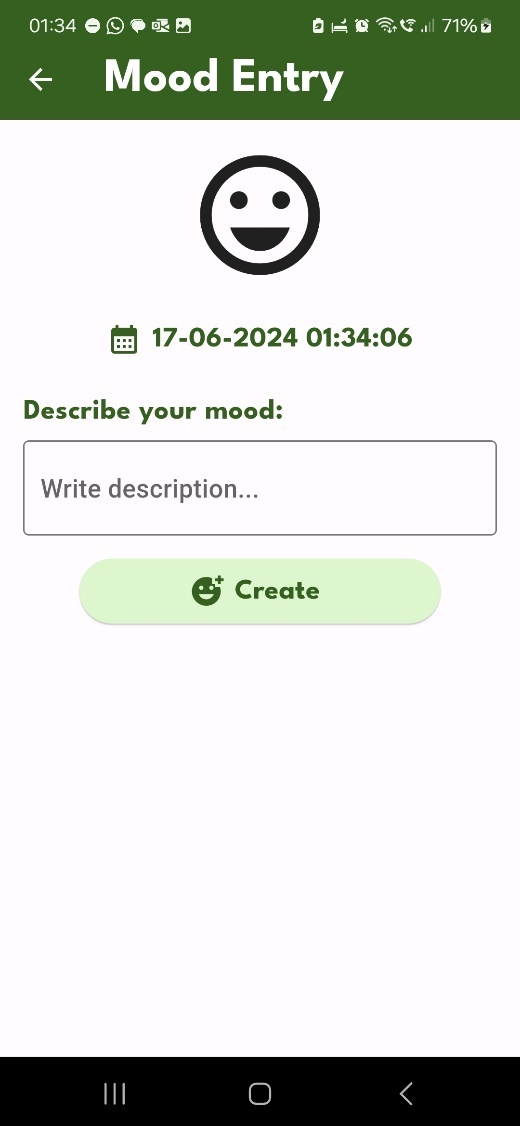 01:34 71%
Mood Entry
17-06-2024 01:34:06
Describe your mood:
Write description...
Create